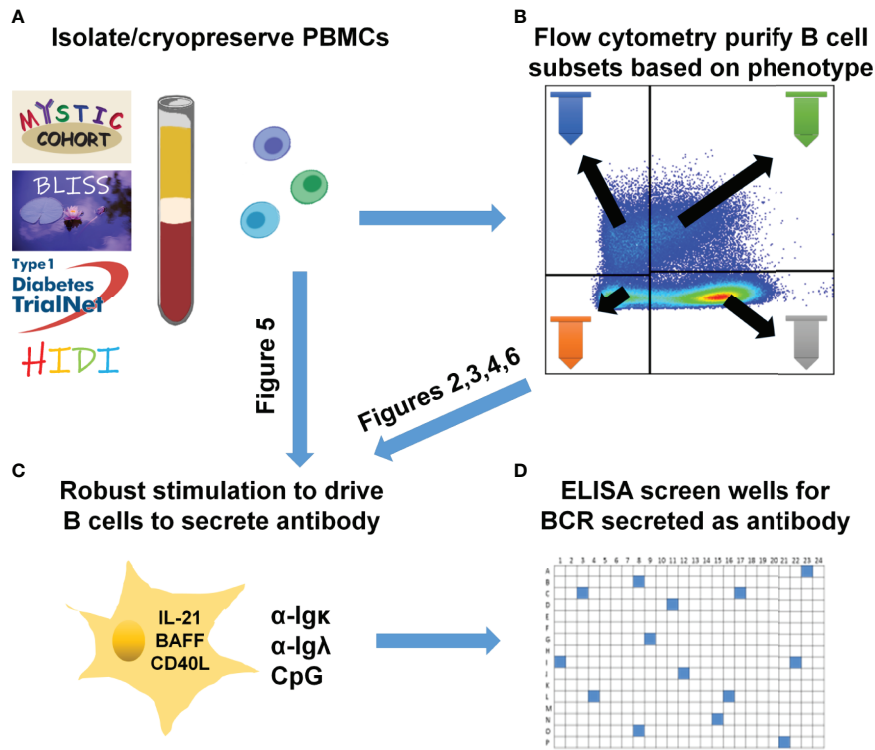 A
Isolate/cryopreserve PBMCs
MYSTIC
COHORT
BLISS
Type 1
Diabetes
TrialNet
HIDI
B
Flow cytometry purify B cell
subsets based on phenotype
Figure 5
Figures 2,3,4,6
C
Robust stimulation to drive
B cells to secrete antibody
IL-21
BAFF
CD40L
α-Igκ
α-Igλ
CpG
D
ELISA screen wells for
BCR secreted as antibody
1 2 3 4 5 6 7 8 9 10 11 12 13 14 15 16 17 18 19 20 21 22 23 24
A
B
C
D
E
F
G
H
I
J
K
L
M
N
O
P